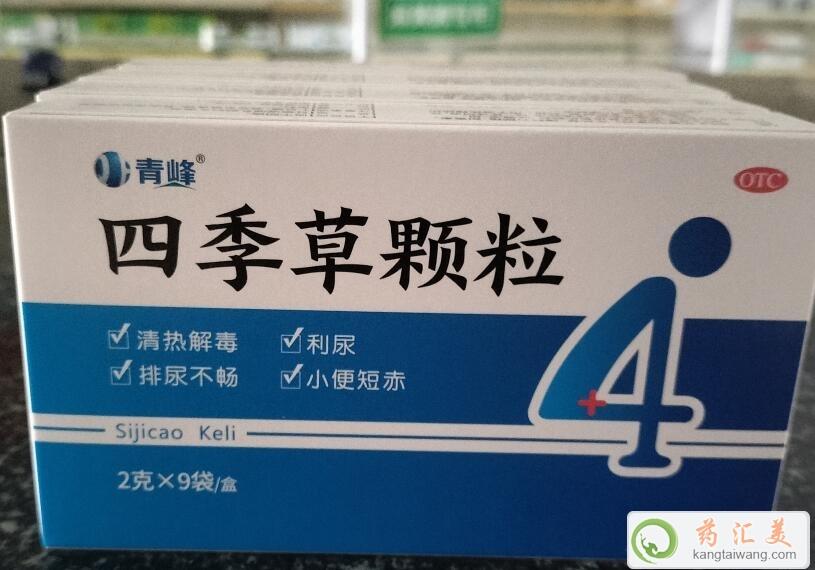 青峰®
OTC
四季草颗粒
清热解毒
利尿
排尿不畅
小便短赤
4
Sijicao Keli
2克×9袋/盒
药汇美
kangtaiwang.com